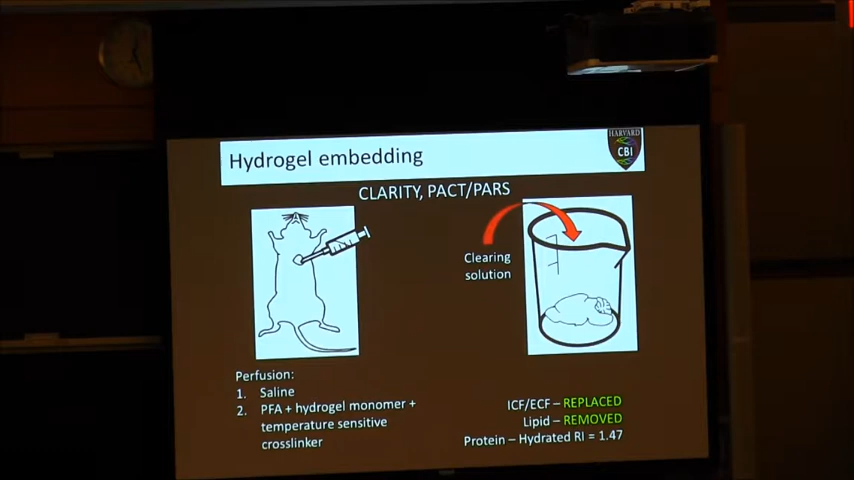 Hydrogel embedding
HARVARD
CBI
CLARITY, PACT/PARS
Clearing
solution
Perfusion:
1. Saline
2. PFA + hydrogel monomer +
temperature sensitive
crosslinker
ICF/ECF – REPLACED
Lipid – REMOVED
Protein – Hydrated RI = 1.47